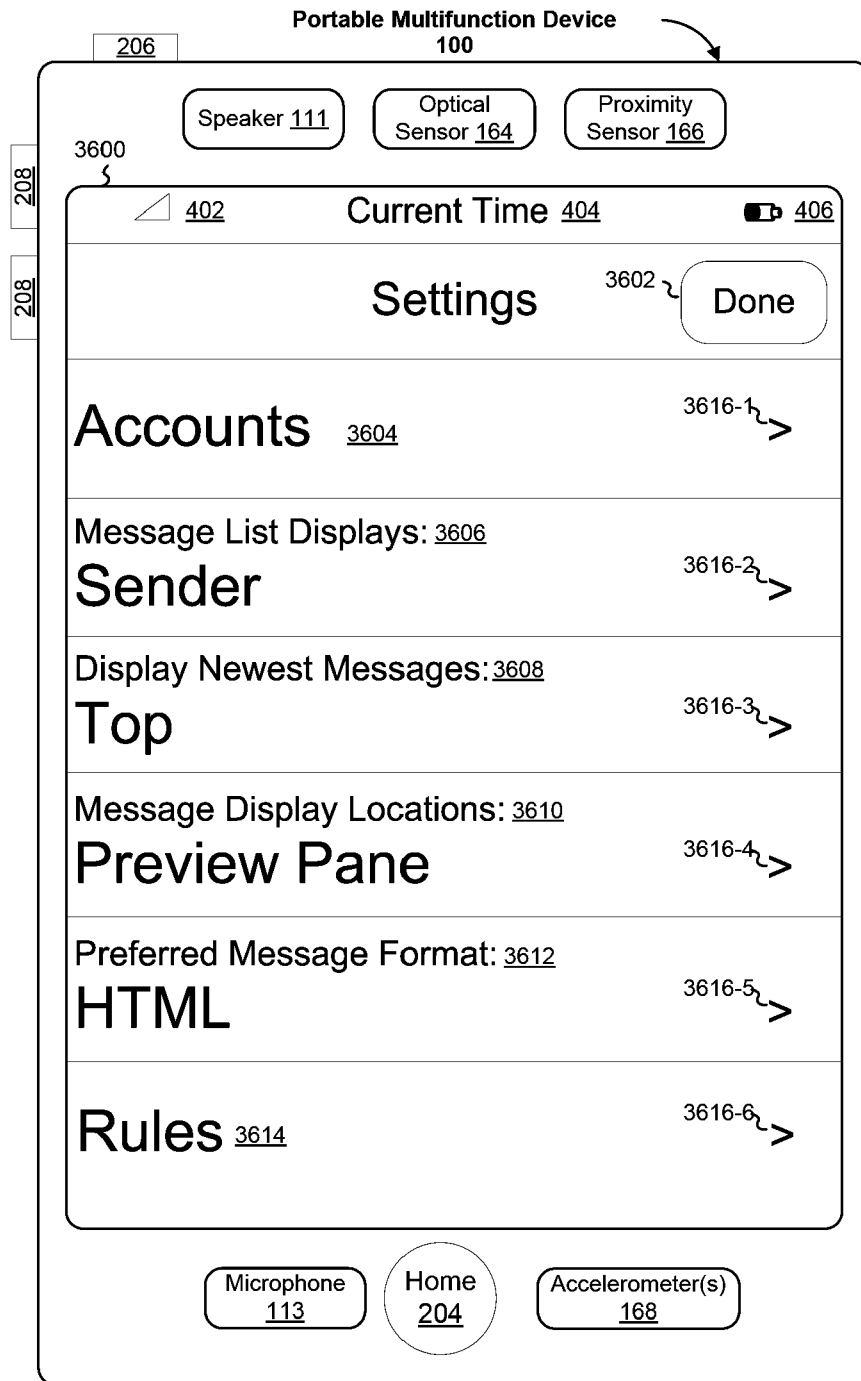 Portable Multifunction Device
100
206
Speaker 111
Optical
Sensor 164
Proximity
Sensor 166
3600
208
402
Current Time 404
406
208
Settings
3602
Done
Accounts 3604
3616-1
>
Message List Displays: 3606
Sender
3616-2
>
Display Newest Messages: 3608
Top
3616-3
>
Message Display Locations: 3610
Preview Pane
3616-4
>
Preferred Message Format: 3612
HTML
3616-5
>
Rules 3614
3616-6
>
Microphone
113
Home
204
Accelerometer(s)
168